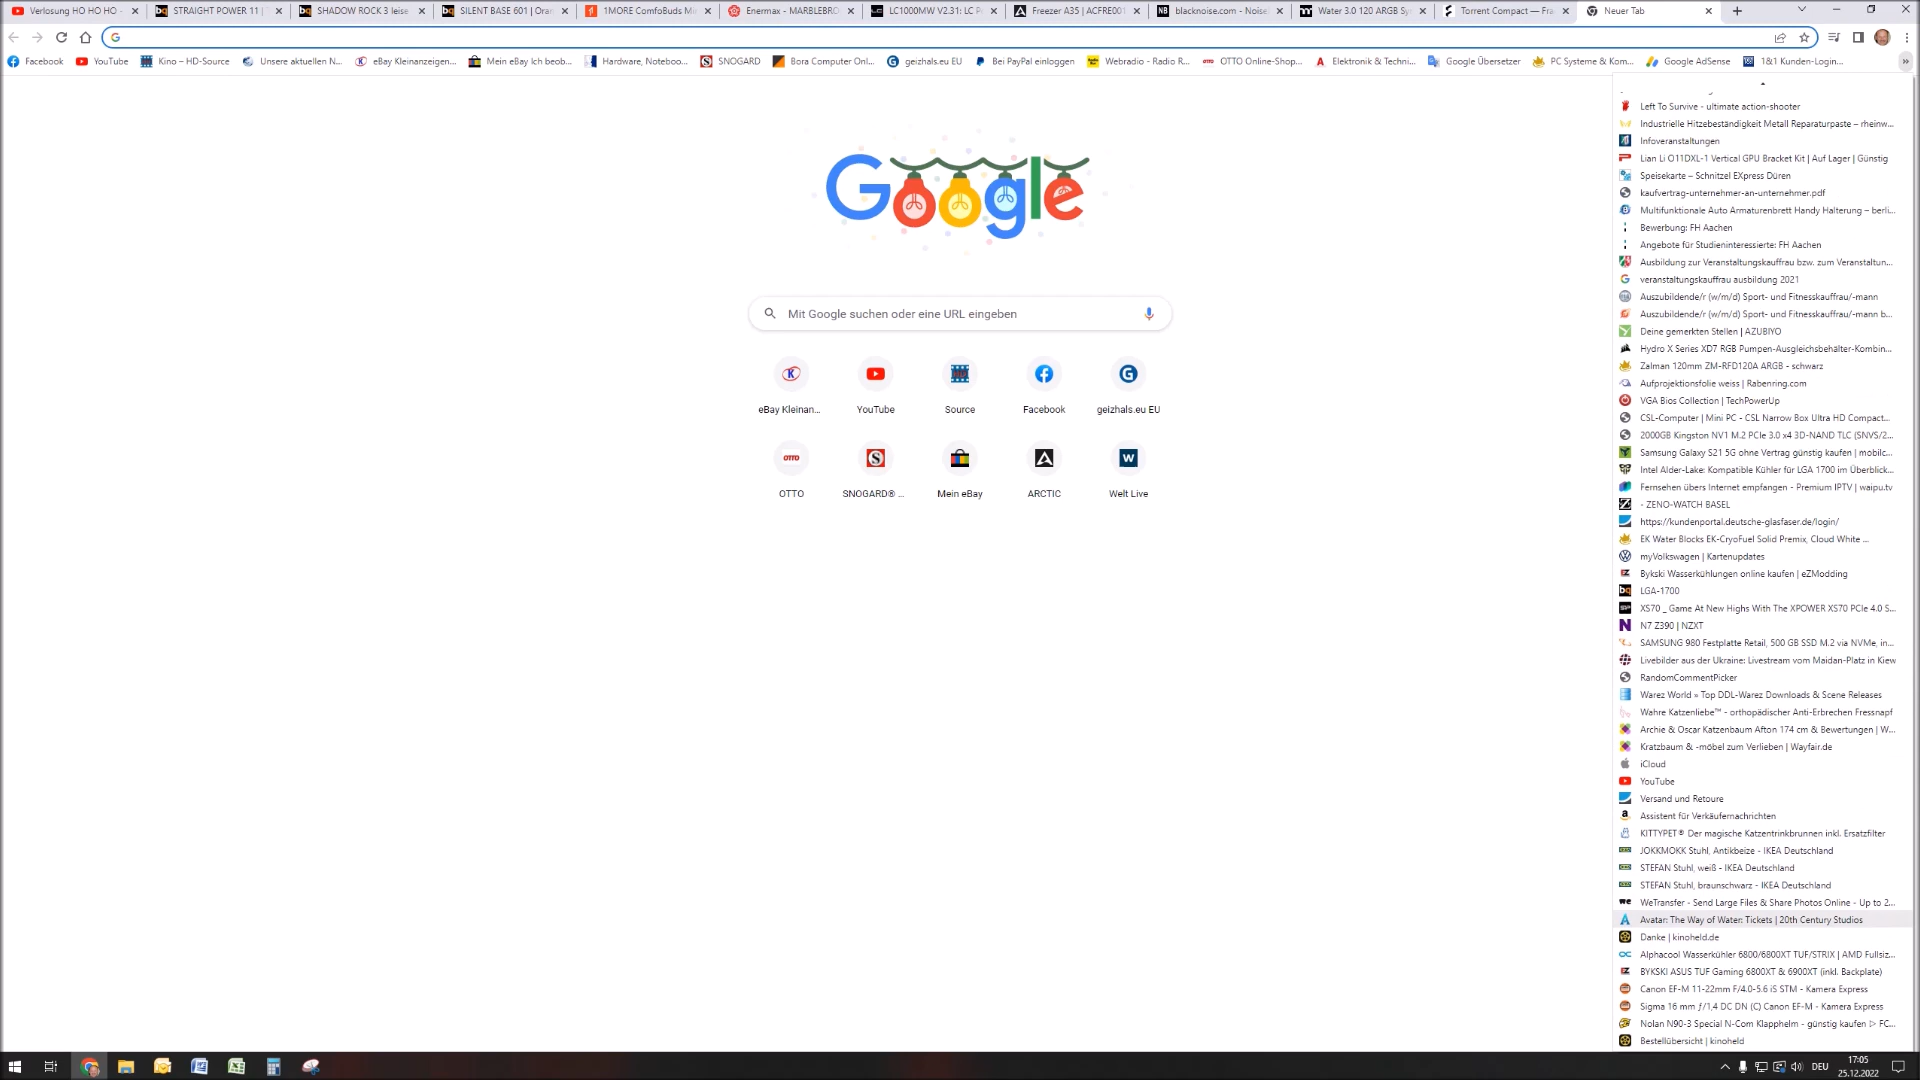 Verlosung HO HO HO -
STRAIGHT POWER 11 | T
SHADOW ROCK 3 leise
SILENT BASE 601 | Oran
1MORE ComfoBuds Mi
Enermax - MARBLEBRO
LC1000MW V2.31: LC P
Freezer A35 | ACFRE001
blacknoise.com - Noise
Water 3.0 120 ARGB Sy
Torrent Compact — Fra
Neuer Tab
Facebook
YouTube
Kino – HD-Source
Unsere aktuellen N...
eBay Kleinanzeigen...
Mein eBay Ich beob...
Hardware, Noteboo...
SNOGARD
Bora Computer Onl...
geizhals.eu EU
Bei PayPal einloggen
Webradio - Radio R...
OTTO Online-Shop...
Elektronik & Techni...
Google Übersetzer
PC Systeme & Kom...
Google AdSense
1&1 Kunden-Login...
Google
Mit Google suchen oder eine URL eingeben
eBay Kleinan...
YouTube
Source
Facebook
geizhals.eu EU
OTTO
SNOGARD® ...
Mein eBay
ARCTIC
Welt Live
Left To Survive - ultimate action-shooter
Industrielle Hitzebeständigkeit Metall Reparaturpaste – rheinw...
Infoveranstaltungen
Lian Li O11DXL-1 Vertical GPU Bracket Kit | Auf Lager | Günstig
Speisekarte – Schnitzel EXpress Düren
kaufvertrag-unternehmer-an-unternehmer.pdf
Multifunktionale Auto Armaturenbrett Handy Halterung – berli...
Bewerbung: FH Aachen
Angebote für Studieninteressierte: FH Aachen
Ausbildung zur Veranstaltungskauffrau bzw. zum Veranstaltun...
veranstaltungskauffrau ausbildung 2021
Auszubildende/r (w/m/d) Sport- und Fitnesskauffrau/-mann
Auszubildende/r (w/m/d) Sport- und Fitnesskauffrau/-mann b...
Deine gemerkten Stellen | AZUBIYO
Hydro X Series XD7 RGB Pumpen-Ausgleichsbehälter-Kombin...
Zalman 120mm ZM-RFD120A ARGB - schwarz
Aufprojektionsfolie weiss | Rabenring.com
VGA Bios Collection | TechPowerUp
CSL-Computer | Mini PC - CSL Narrow Box Ultra HD Compact...
2000GB Kingston NV1 M.2 PCIe 3.0 x4 3D-NAND TLC (SNVS/2...
Samsung Galaxy S21 5G ohne Vertrag günstig kaufen | mobilc...
Intel Alder-Lake: Kompatible Kühler für LGA 1700 im Überblick...
Fernsehen übers Internet empfangen - Premium IPTV | waipu.tv
- ZENO-WATCH BASEL
https://kundenportal.deutsche-glasfaser.de/login/
EK Water Blocks EK-CryoFuel Solid Premix, Cloud White ...
myVolkswagen | Kartenupdates
Bykski Wasserkühlungen online kaufen | eZModding
LGA-1700
XS70 _ Game At New Highs With The XPOWER XS70 PCIe 4.0 S...
N7 Z390 | NZXT
SAMSUNG 980 Festplatte Retail, 500 GB SSD M.2 via NVMe, in...
Livebilder aus der Ukraine: Livestream vom Maidan-Platz in Kiew
RandomCommentPicker
Warez World » Top DDL-Warez Downloads & Scene Releases
Wahre Katzenliebe™ - orthopädischer Anti-Erbrechen Fressnapf
Archie & Oscar Katzenbaum Afton 174 cm & Bewertungen | W...
Kratzbaum & -möbel zum Verlieben | Wayfair.de
iCloud
YouTube
Versand und Retoure
Assistent für Verkäufernachrichten
KITTYPET® Der magische Katzentrinkbrunnen inkl. Ersatzfilter
JOKKMOKK Stuhl, Antikbeize - IKEA Deutschland
STEFAN Stuhl, weiß - IKEA Deutschland
STEFAN Stuhl, braunschwarz - IKEA Deutschland
WeTransfer - Send Large Files & Share Photos Online - Up to 2...
Avatar: The Way of Water: Tickets | 20th Century Studios
Danke | kinoheld.de
Alphacool Wasserkühler 6800/6800XT TUF/STRIX | AMD Fullsiz...
BYKSKI ASUS TUF Gaming 6800XT & 6900XT (inkl. Backplate)
Canon EF-M 11-22mm F/4.0-5.6 iS STM - Kamera Express
Sigma 16 mm ƒ/1,4 DC DN (C) Canon EF-M - Kamera Express
Nolan N90-3 Special N-Com Klapphelm - günstig kaufen ▷ FC...
Bestellübersicht | kinoheld
DEU
17:05
25.12.2022